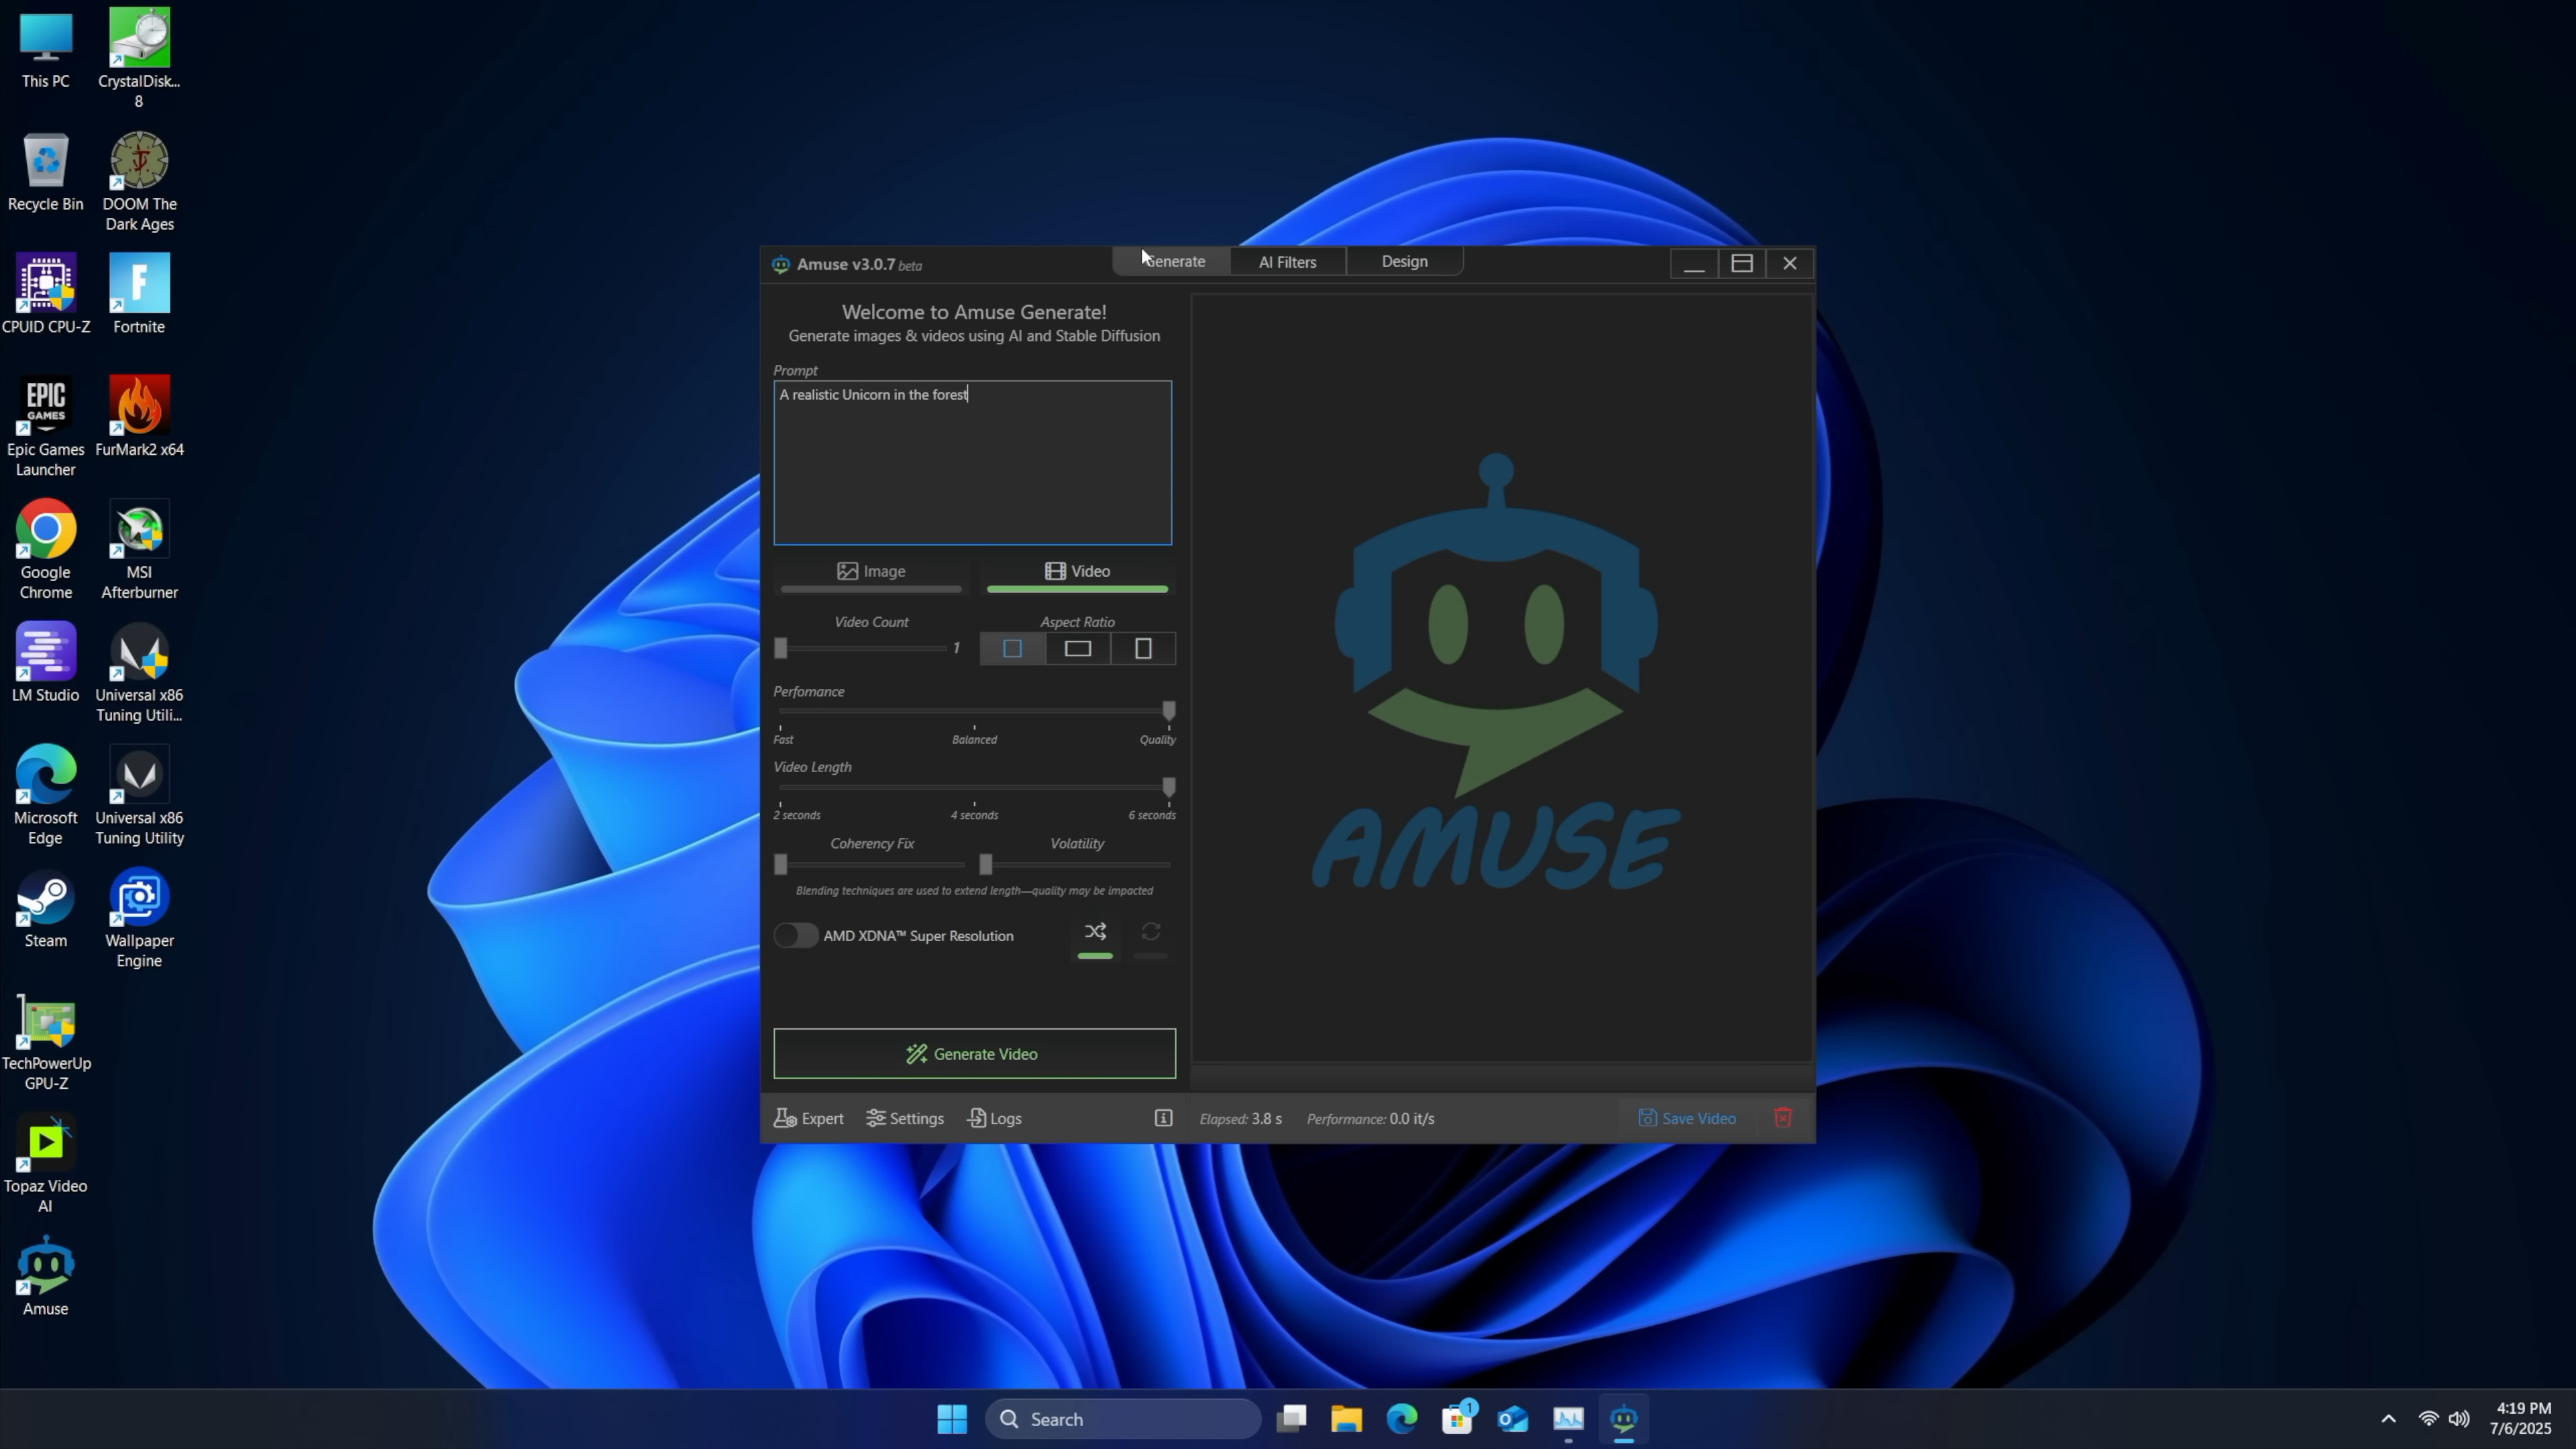 This PC
CrystalDisk...
8
Recycle Bin
DOOM The
Dark Ages
CPUID CPU-Z
Fortnite
EPIC
GAMES
Epic Games
Launcher
FurMark2 x64
Google
Chrome
MSI
Afterburner
LM Studio
Universal x86
Tuning Utili...
Microsoft
Edge
Universal x86
Tuning Utility
Steam
Wallpaper
Engine
TechPowerUp
GPU-Z
Topaz Video
AI
Amuse
Amuse v3.0.7 beta
Generate
AI Filters
Design
Welcome to Amuse Generate!
Generate images & videos using AI and Stable Diffusion
Prompt
A realistic Unicorn in the forest
Image
Video
Video Count
Aspect Ratio
1
Perfomance
Fast
Balanced
Quality
Video Length
2 seconds
4 seconds
6 seconds
Coherency Fix
Volatility
Blending techniques are used to extend length—quality may be impacted
AMD XDNA™ Super Resolution
Generate Video
Expert
Settings
Logs
AMUSE
Elapsed: 3.8 s
Performance: 0.0 it/s
Save Video
Search
1
4:19 PM
7/6/2025